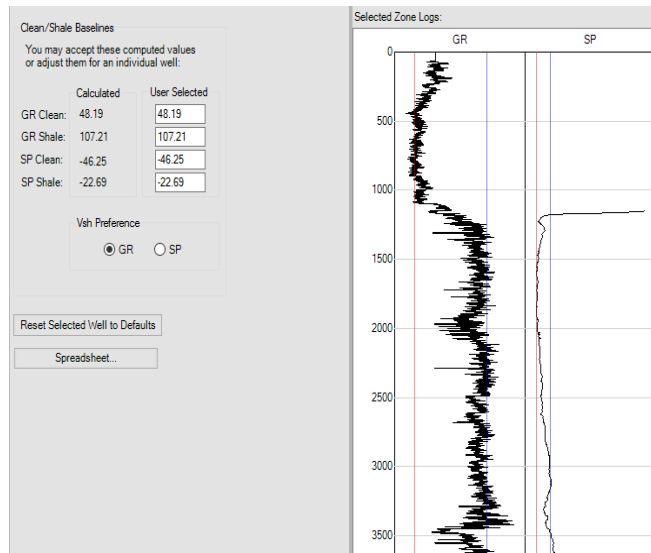 Clean/Shale Baselines
You may accept these computed values
or adjust them for an individual well:
Calculated User Selected
GR Clean: 48.19 48.19
GR Shale: 107.21 107.21
SP Clean: -46.25 -46.25
SP Shale: -22.69 -22.69
Vsh Preference
GR SP
Reset Selected Well to Defaults
Spreadsheet...
Selected Zone Logs:
GR SP
0
500
1000
1500
2000
2500
3000
3500